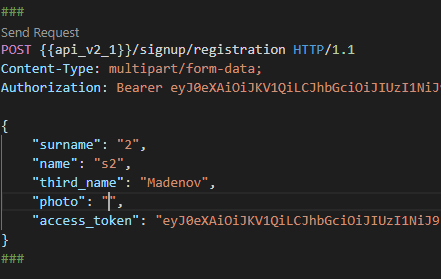 ###
Send Request
POST {{api_v2_1}}/signup/registration HTTP/1.1
Content-Type: multipart/form-data;
Authorization: Bearer eyJ0eXAiOiJKV1QiLCJhbGciOiJIUzI1NiJ9
{
"surname": "2",
"name": "s2",
"third_name": "Madenov",
"photo": "",
"access_token": "eyJ0eXAiOiJKV1QiLCJhbGciOiJIUzI1NiJ9
}
###